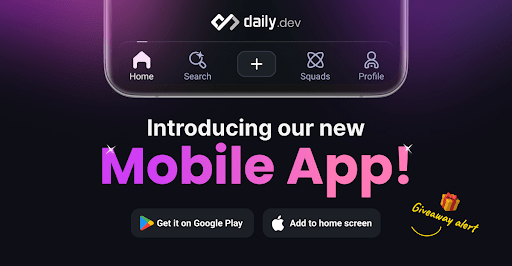 daily.dev
Home Search + Squads Profile
Introducing our new
Mobile App!
Get it on Google Play Add to home screen
Giveaway alert